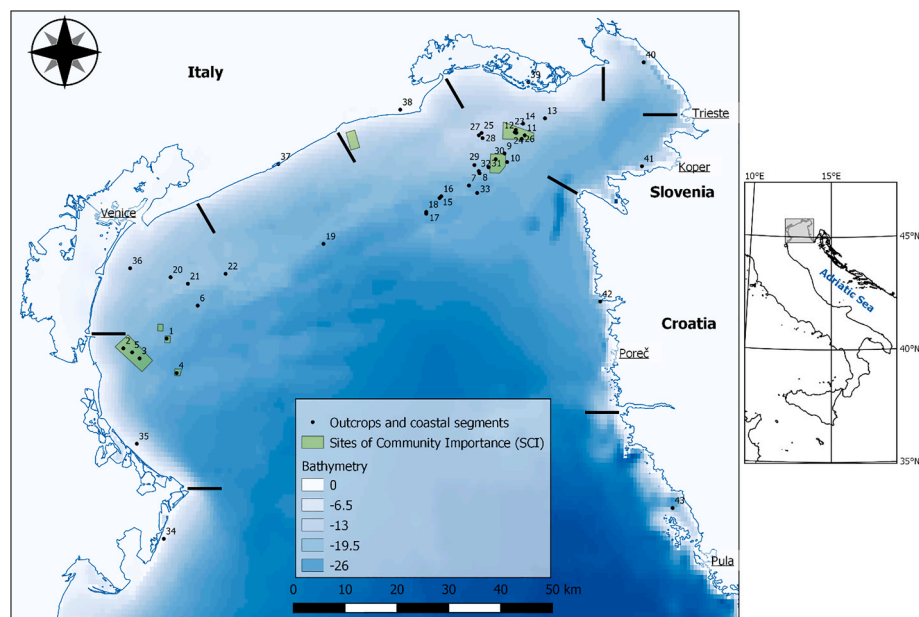 Italy
40
39
38
13
14
23
12
11
Trieste
25
27
28
24
26
9
30
10
37
29
32
31
41
Koper
8
7
33
Slovenia
16
15
10°E
15°E
Venice
18
17
19
45°N
36
20
21
22
Adriatic Sea
6
42
Croatia
1
2
5
3
Poreč
40°N
4
Outcrops and coastal segments
Sites of Community Importance (SCI)
35
Bathymetry
0
35°N
-6.5
-13
43
-19.5
34
-26
Pula
0 10 20 30 40 50 km